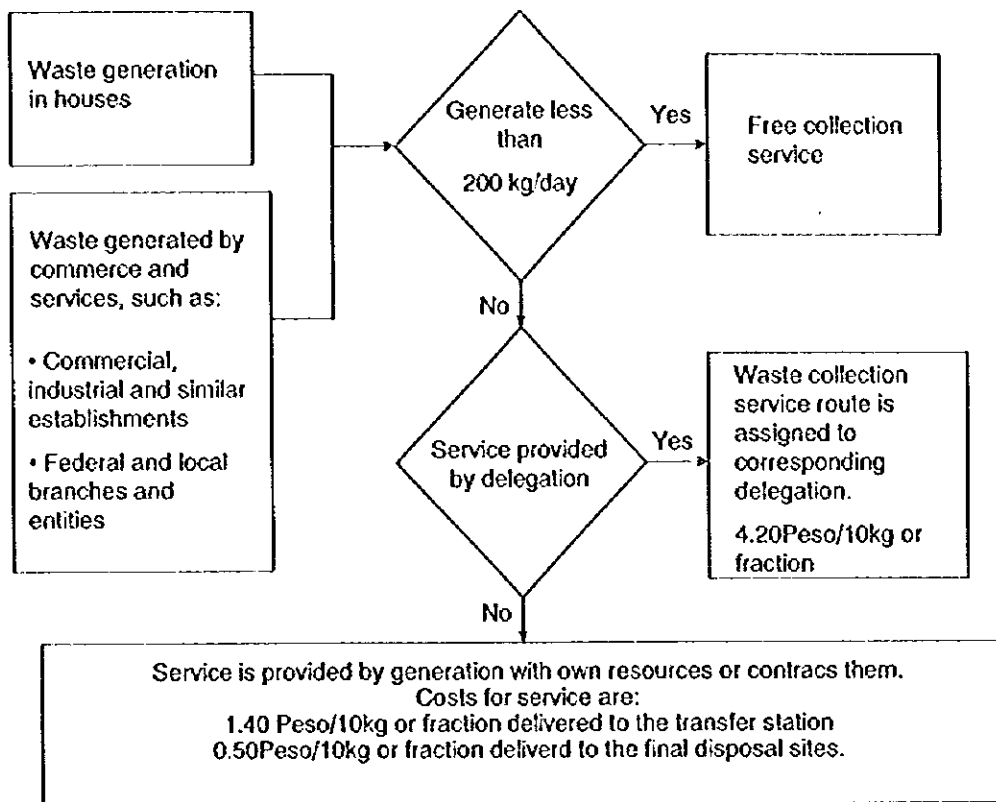 Waste generation
in houses
Waste generated by
commerce and
services, such as:
• Commercial,
industrial and similar
establishments
• Federal and local
branches and
entities
Generate less
than
200 kg/day
Yes
Free collection
service
No
Service provided
by delegation
Yes
Waste collection
service route is
assigned to
corresponding
delegation.
4.20Peso/10kg or
fraction
No
Service is provided by generation with own resources or contracs them.
Costs for service are:
1.40 Peso/10kg or fraction delivered to the transfer station
0.50Peso/10kg or fraction deliverd to the final disposal sites.